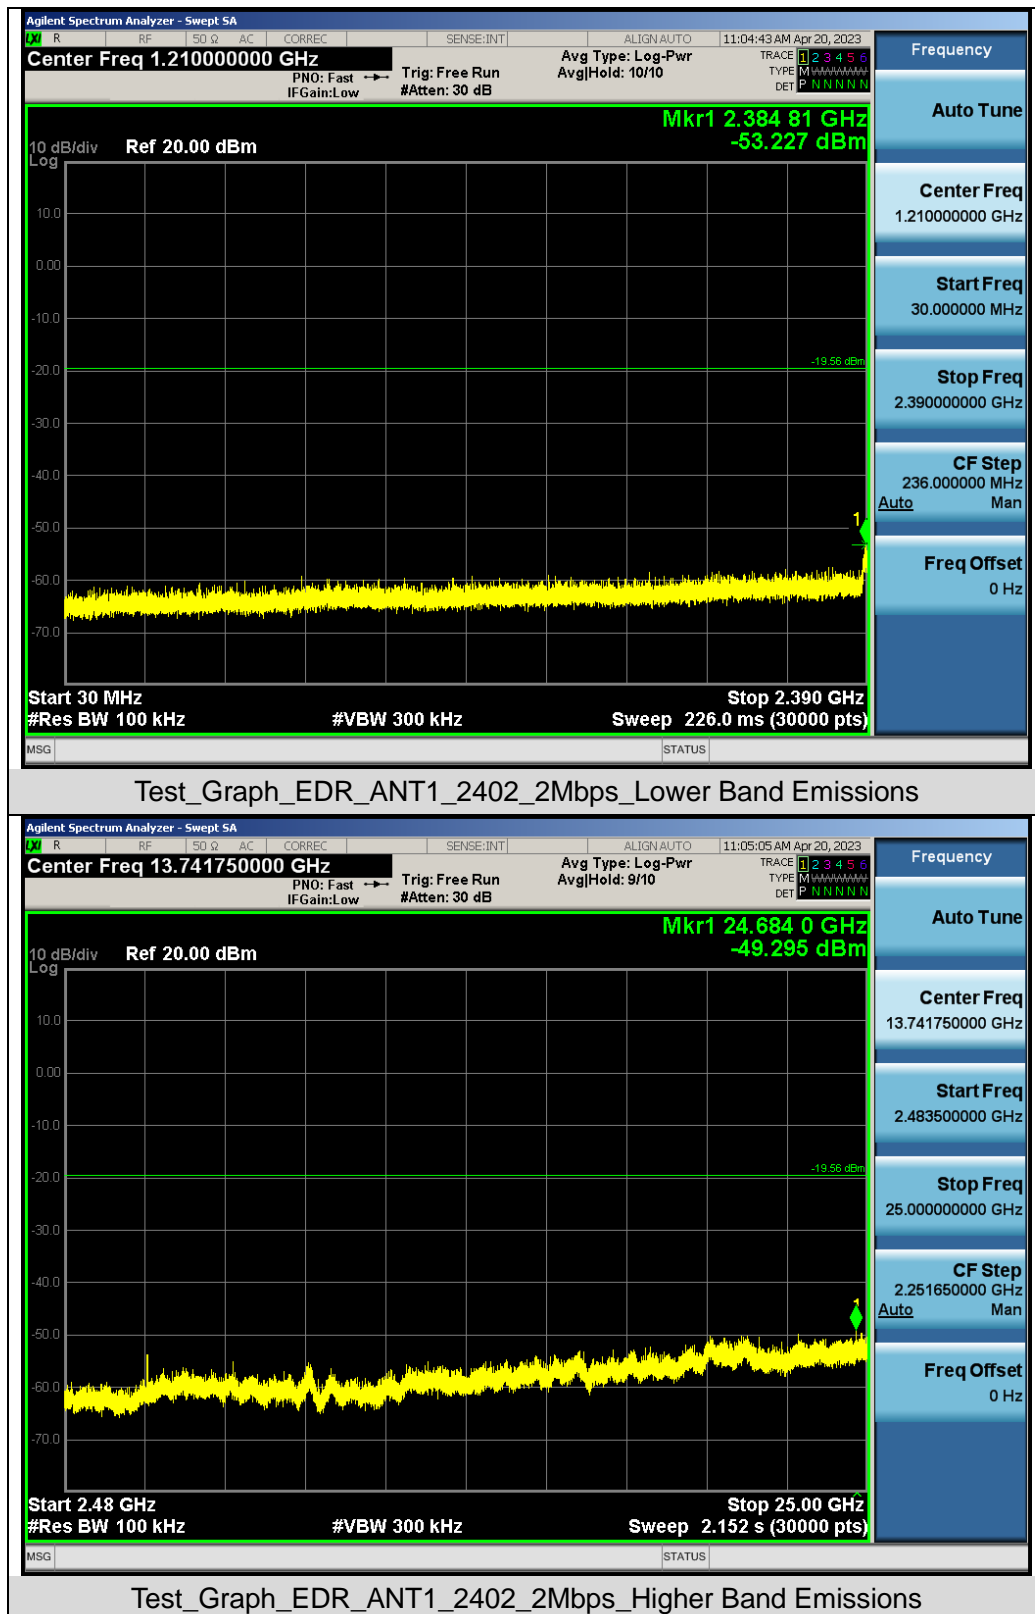 Agilent Spectrum Analyzer - Swept SA
LXI R RF 50 Ω AC CORREC SENSE:INT ALIGN AUTO 11:04:43 AM Apr 20, 2023
Center Freq 1.210000000 GHz
PNO: Fast
IFGain:Low
Trig: Free Run
#Atten: 30 dB
Avg Type: Log-Pwr
Avg|Hold: 10/10
TRACE 1 2 3 4 5 6
TYPE M
DET P N N N N N
Mkr1 2.384 81 GHz
-53.227 dBm
10 dB/div Ref 20.00 dBm
Log
10.0
0.00
-10.0
-19.56 dBm
-20.0
-30.0
-40.0
-50.0
1
-60.0
-70.0
Start 30 MHz Stop 2.390 GHz
#Res BW 100 kHz #VBW 300 kHz Sweep 226.0 ms (30000 pts)
MSG STATUS
Frequency
Auto Tune
Center Freq
1.210000000 GHz
Start Freq
30.000000 MHz
Stop Freq
2.390000000 GHz
CF Step
236.000000 MHz
Auto Man
Freq Offset
0 Hz
Test_Graph_EDR_ANT1_2402_2Mbps_Lower Band Emissions
Agilent Spectrum Analyzer - Swept SA
LXI R RF 50 Ω AC CORREC SENSE:INT ALIGN AUTO 11:05:05 AM Apr 20, 2023
Center Freq 13.741750000 GHz
PNO: Fast
IFGain:Low
Trig: Free Run
#Atten: 30 dB
Avg Type: Log-Pwr
Avg|Hold: 9/10
TRACE 1 2 3 4 5 6
TYPE M
DET P N N N N N
Mkr1 24.684 0 GHz
-49.295 dBm
10 dB/div Ref 20.00 dBm
Log
10.0
0.00
-10.0
-19.56 dBm
-20.0
-30.0
-40.0
1
-50.0
-60.0
-70.0
Start 2.48 GHz Stop 25.00 GHz
#Res BW 100 kHz #VBW 300 kHz Sweep 2.152 s (30000 pts)
MSG STATUS
Frequency
Auto Tune
Center Freq
13.741750000 GHz
Start Freq
2.483500000 GHz
Stop Freq
25.000000000 GHz
CF Step
2.251650000 GHz
Auto Man
Freq Offset
0 Hz
Test_Graph_EDR_ANT1_2402_2Mbps_Higher Band Emissions